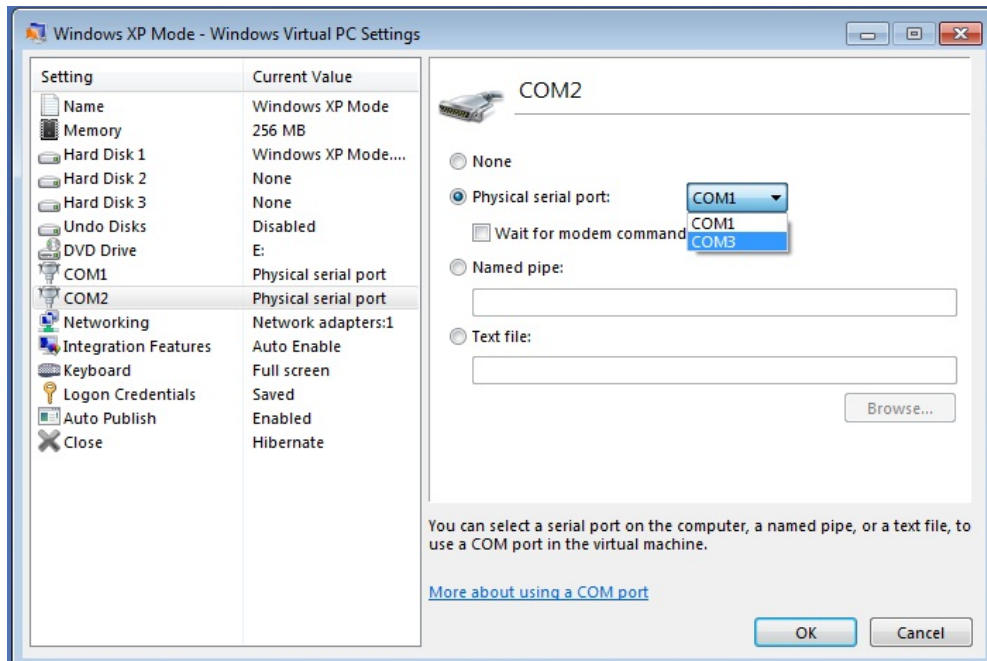 Windows XP Mode - Windows Virtual PC Settings
Setting Current Value
Name Windows XP Mode
Memory 256 MB
Hard Disk 1 Windows XP Mode....
Hard Disk 2 None
Hard Disk 3 None
Undo Disks Disabled
DVD Drive E:
COM1 Physical serial port
COM2 Physical serial port
Networking Network adapters:1
Integration Features Auto Enable
Keyboard Full screen
Logon Credentials Saved
Auto Publish Enabled
Close Hibernate
COM2
None
Physical serial port: COM1
COM1
Wait for modem command
COM3
Named pipe:
Text file:
Browse...
You can select a serial port on the computer, a named pipe, or a text file, to
use a COM port in the virtual machine.
More about using a COM port
OK Cancel